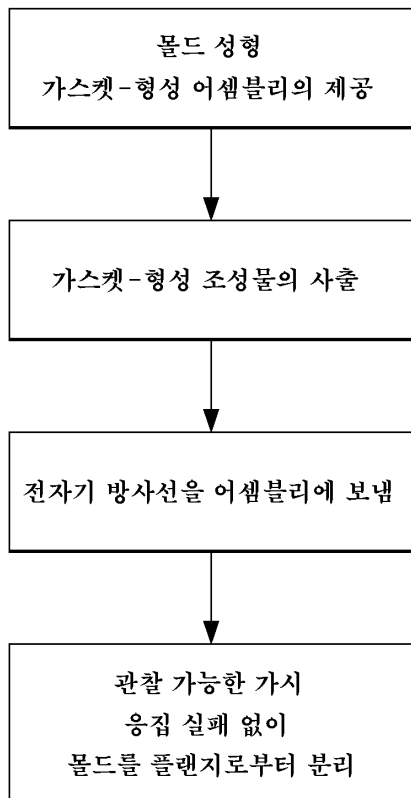 몰드 성형
가스켓-형성 어셈블리의 제공
가스켓-형성 조성물의 사출
전자기 방사선을 어셈블리에 보냄
관찰 가능한 가시
응집 실패 없이
몰드를 플랜지로부터 분리